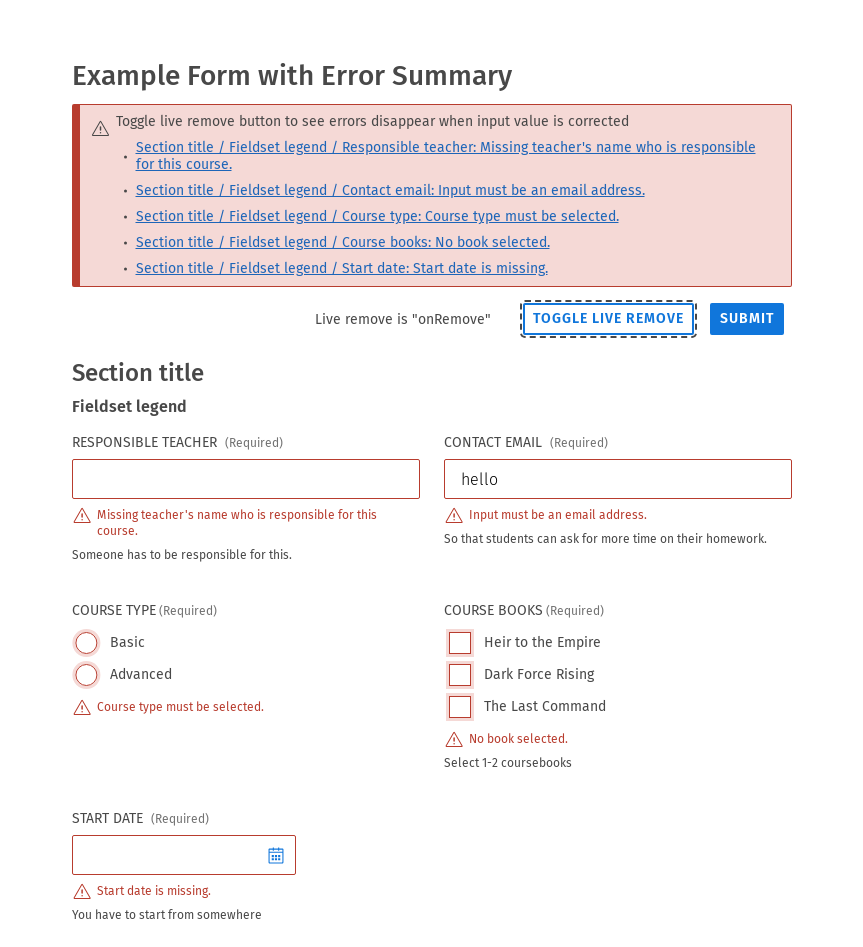 Example Form with Error Summary
Toggle live remove button to see errors disappear when input value is corrected
• Section title / Fieldset legend / Responsible teacher: Missing teacher's name who is responsible
for this course.
• Section title / Fieldset legend / Contact email: Input must be an email address.
• Section title / Fieldset legend / Course type: Course type must be selected.
• Section title / Fieldset legend / Course books: No book selected.
• Section title / Fieldset legend / Start date: Start date is missing.
Live remove is "onRemove" TOGGLE LIVE REMOVE SUBMIT
Section title
Fieldset legend
RESPONSIBLE TEACHER (Required)
Missing teacher's name who is responsible for this
course.
Someone has to be responsible for this.
CONTACT EMAIL (Required)
hello
Input must be an email address.
So that students can ask for more time on their homework.
COURSE TYPE (Required)
Basic
Advanced
Course type must be selected.
COURSE BOOKS (Required)
Heir to the Empire
Dark Force Rising
The Last Command
No book selected.
Select 1-2 coursebooks
START DATE (Required)
Start date is missing.
You have to start from somewhere